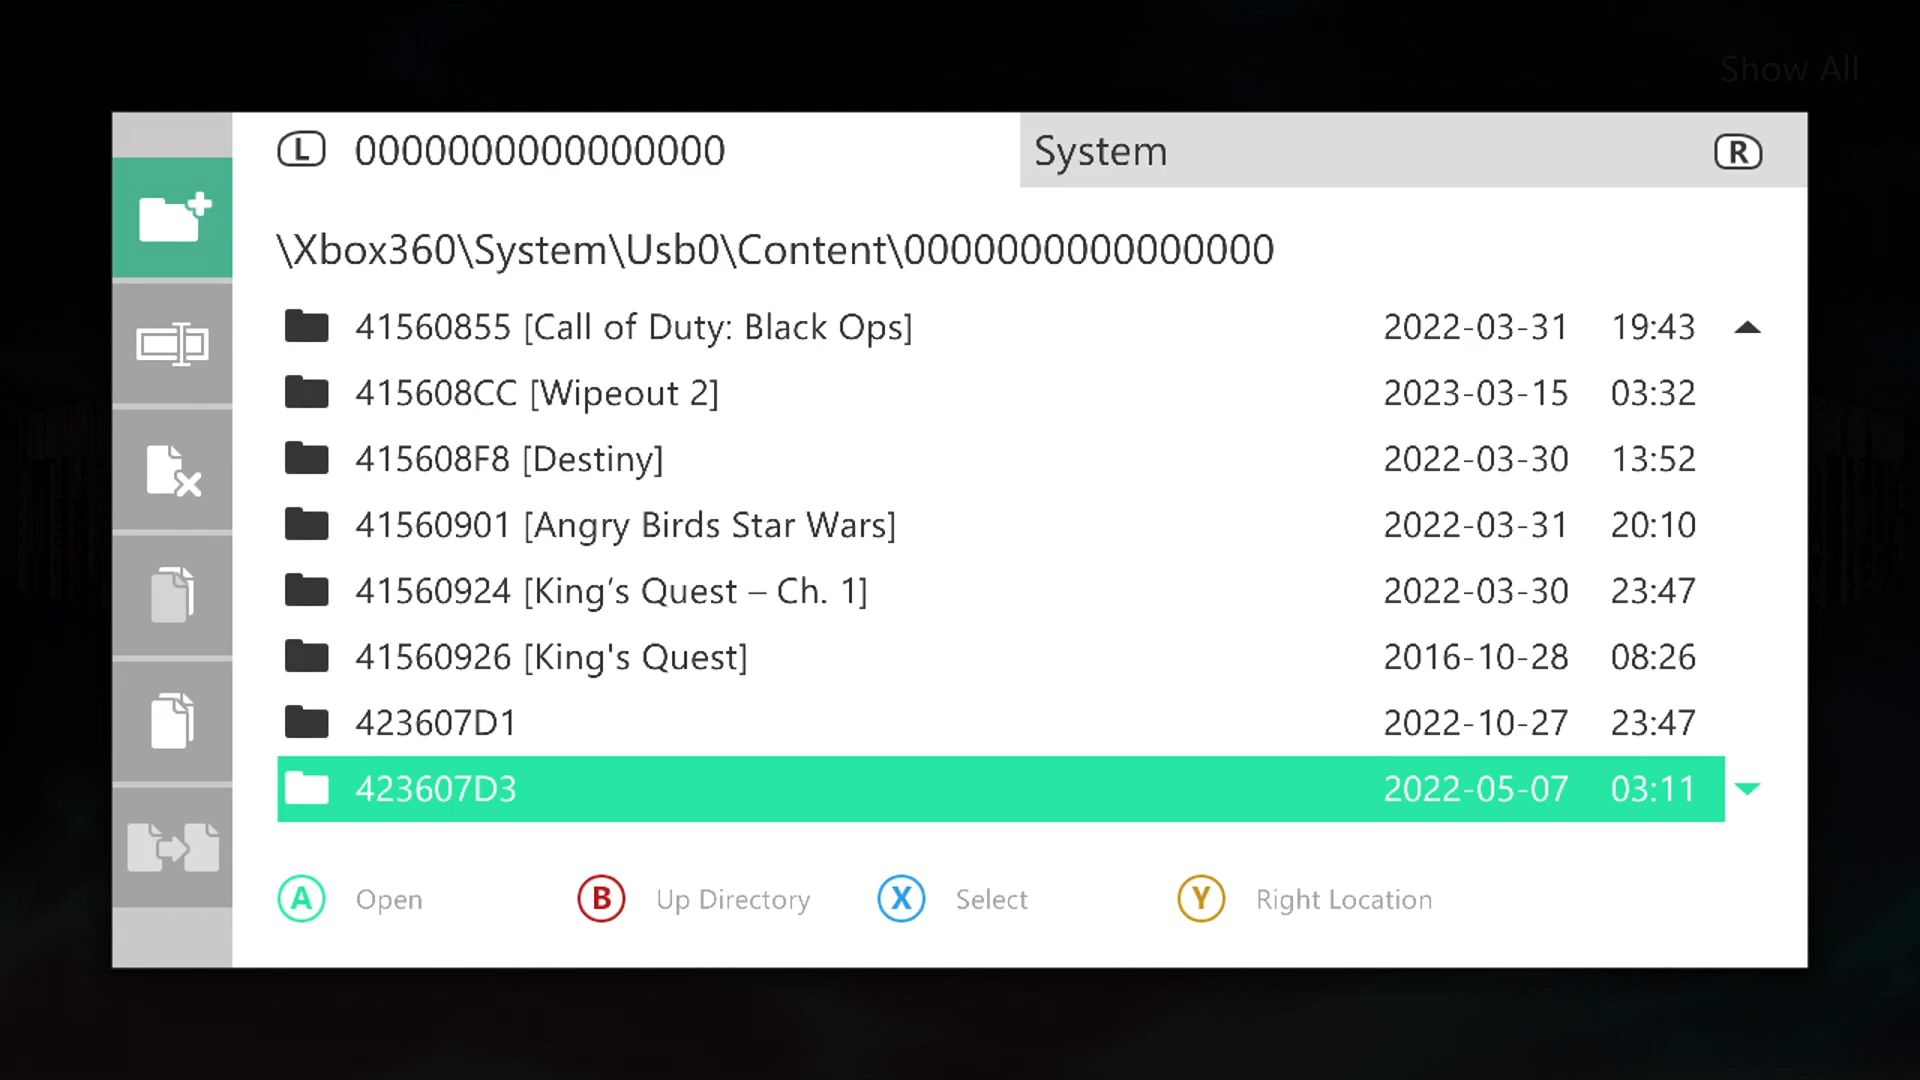 Show All
L 0000000000000000 System R
\Xbox360\System\Usb0\Content\0000000000000000
41560855 [Call of Duty: Black Ops] 2022-03-31 19:43
415608CC [Wipeout 2] 2023-03-15 03:32
415608F8 [Destiny] 2022-03-30 13:52
41560901 [Angry Birds Star Wars] 2022-03-31 20:10
41560924 [King’s Quest – Ch. 1] 2022-03-30 23:47
41560926 [King's Quest] 2016-10-28 08:26
423607D1 2022-10-27 23:47
423607D3 2022-05-07 03:11
A Open B Up Directory X Select Y Right Location